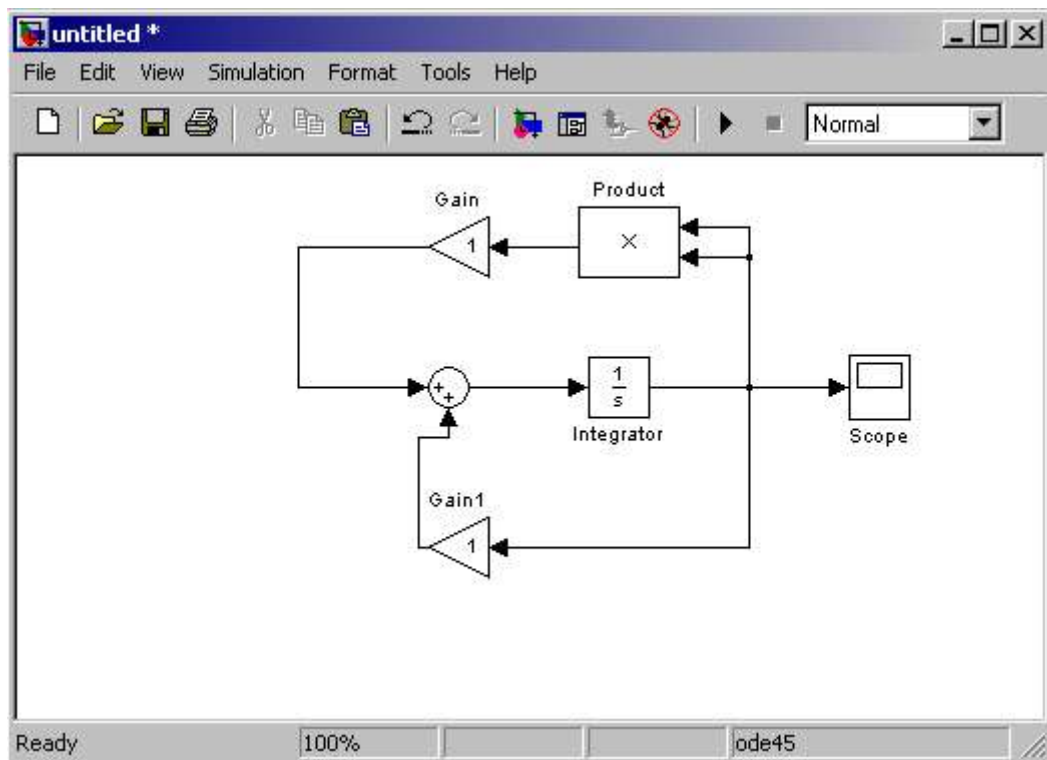 untitled *
File Edit View Simulation Format Tools Help
Normal
Product
Gain
1
×
+
+
1
s
Integrator
Scope
Gain1
1
Ready 100% ode45